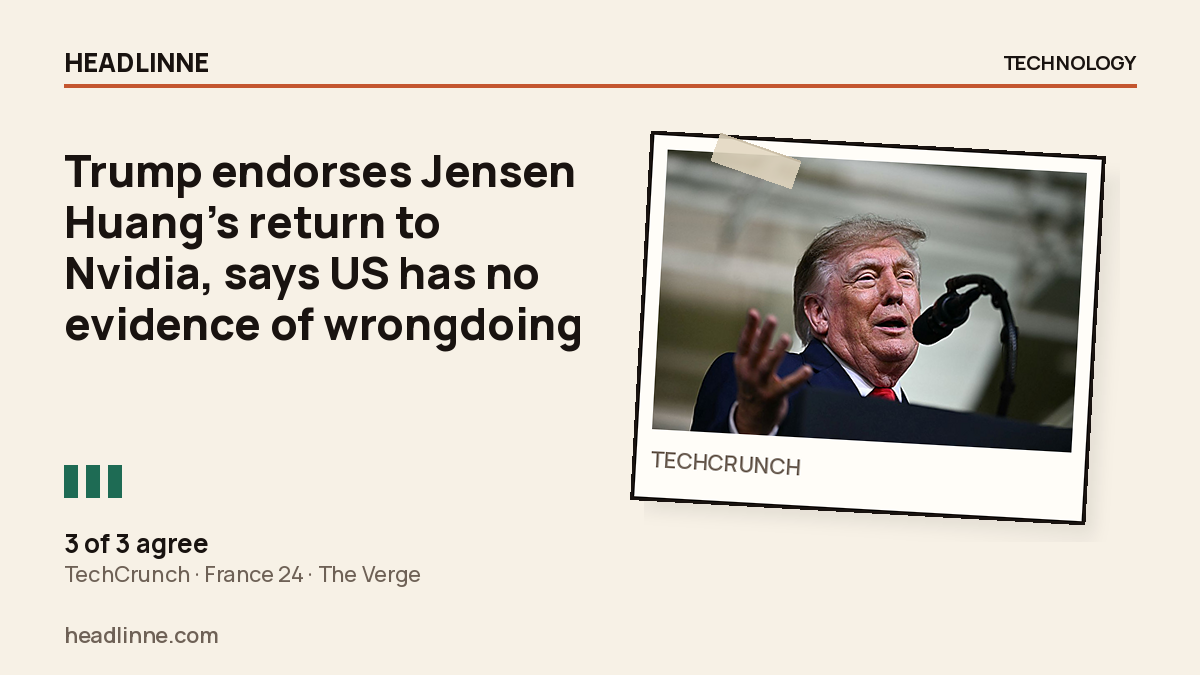 HEADLINNE
TECHNOLOGY
Trump endorses Jensen
Huang’s return to
Nvidia, says US has no
evidence of wrongdoing
TECHCRUNCH
3 of 3 agree
TechCrunch · France 24 · The Verge
headlinne.com